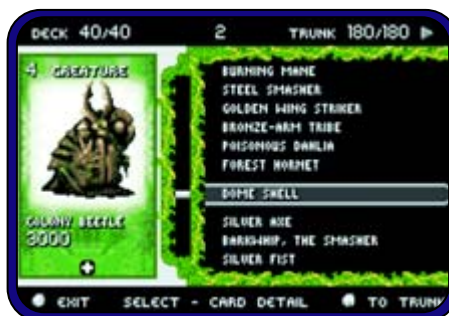 DECK 40/40 2 TRUNK 180/180
4 CREATURE
COLONY BEETLE
3000
BURNING MANE
STEEL SMASHER
GOLDEN WING STRIKER
BRONZE-ARM TRIBE
POISONOUS DAHLIA
FOREST HORNET
DOME SHELL
SILVER AXE
BARKWHIP, THE SMASHER
SILVER FIST
EXIT SELECT - CARD DETAIL TO TRUNK